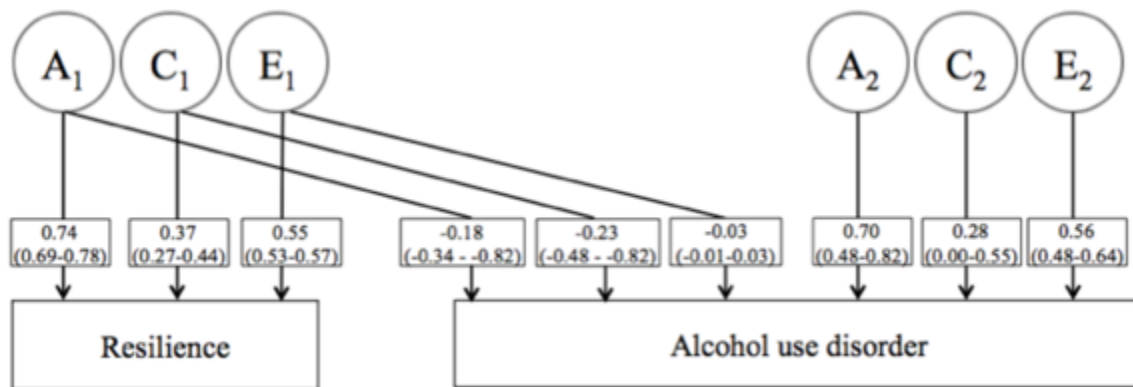 A1 C1 E1 A2 C2 E2
0.74 0.37 0.55 -0.18 -0.23 -0.03 0.70 0.28 0.56
(0.69-0.78) (0.27-0.44) (0.53-0.57) (-0.34 - -0.82) (-0.48 - -0.82) (-0.01-0.03) (0.48-0.82) (0.00-0.55) (0.48-0.64)
Resilience Alcohol use disorder